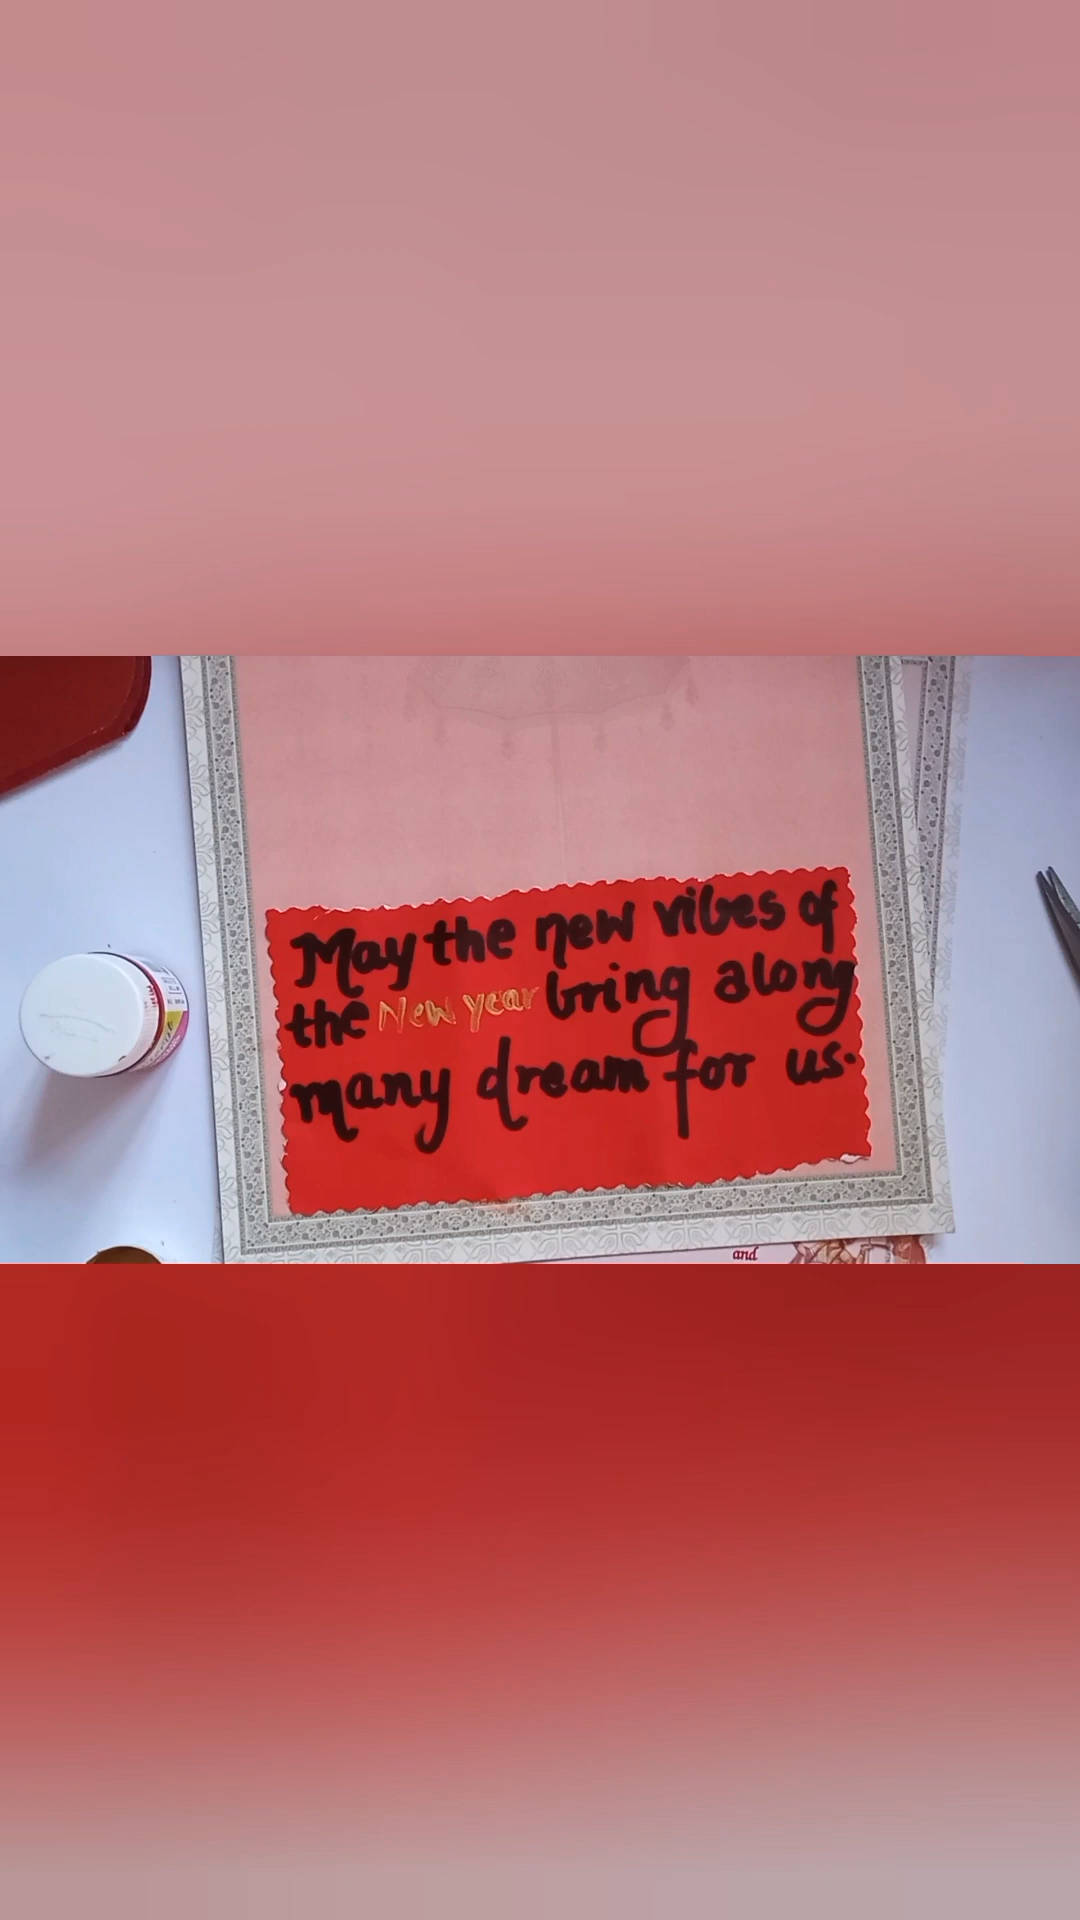 May the new vibes of
the New year bring along
many dream for us.
and